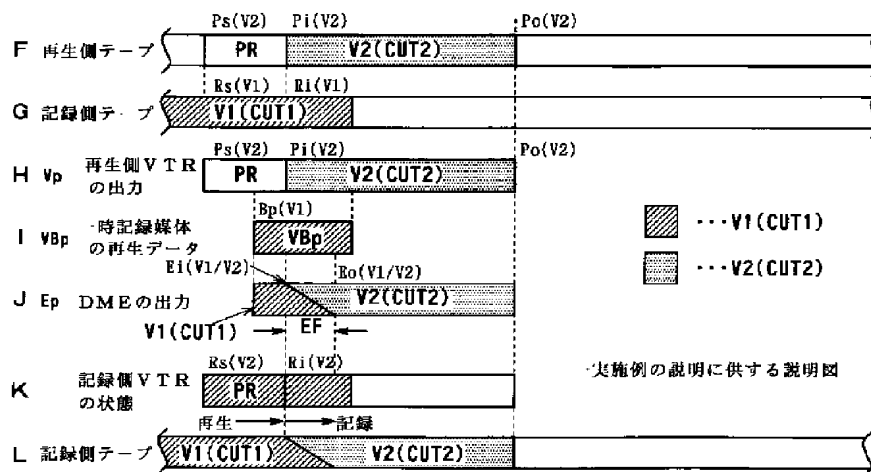 Ps(V2) Pi(V2) Po(V2)
F 再生側テープ PR V2(CUT2)
Rs(V1) Ri(V1)
G 記録側テープ V1(CUT1)
Ps(V2) Pi(V2) Po(V2)
H Vp 再生側VTRの出力 PR V2(CUT2)
Bp(V1)
I VBp 一時記録媒体の再生データ VBp
Ei(V1/V2) Eo(V1/V2)
J Ep DMEの出力 V2(CUT2)
V1(CUT1) EF
Rs(V2) Ri(V2)
K 記録側VTRの状態 PR
再生 記録
L 記録側テープ V1(CUT1) V2(CUT2)
…V1(CUT1)
…V2(CUT2)
実施例の説明に供する説明図